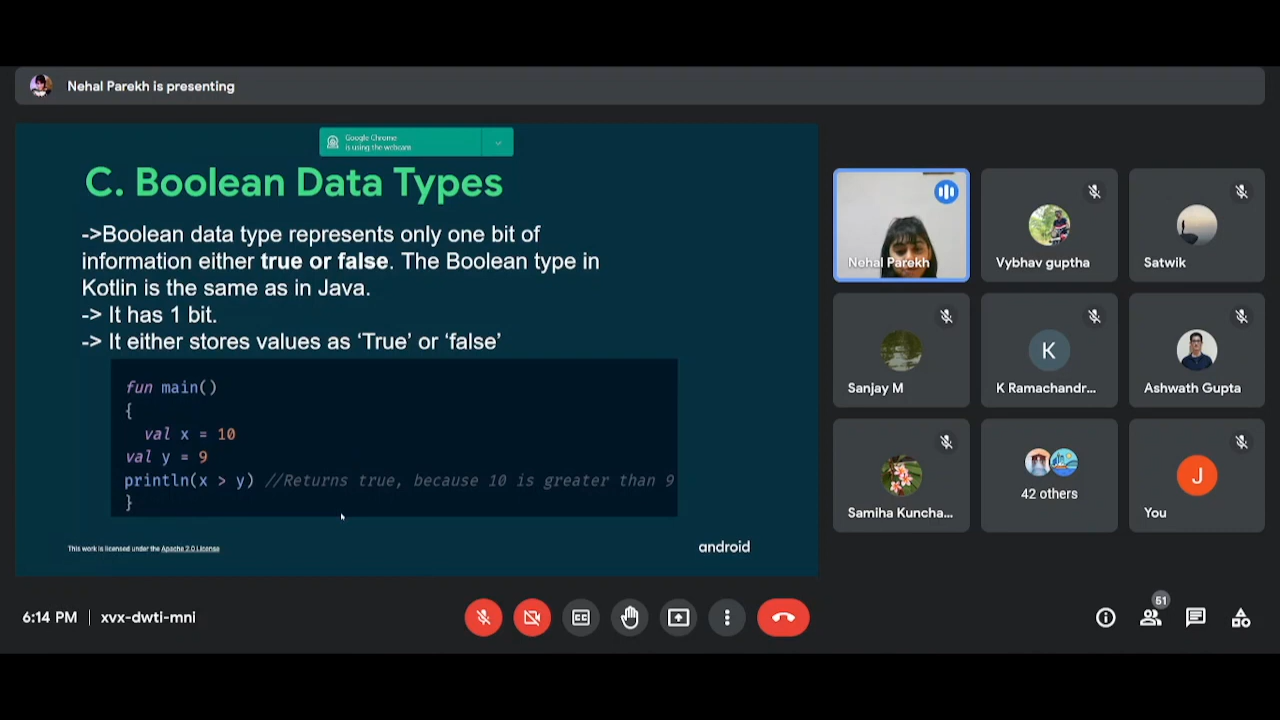 Nehal Parekh is presenting
Google Chrome
is using the webcam
C. Boolean Data Types
->Boolean data type represents only one bit of
information either true or false. The Boolean type in
Kotlin is the same as in Java.
-> It has 1 bit.
-> It either stores values as ‘True’ or ‘false’
fun main()
{
val x = 10
val y = 9
println(x > y) //Returns true, because 10 is greater than 9
}
This work is licensed under the Apache 2.0 License
android
Nehal Parekh
Vybhav guptha
Satwik
Sanjay M
K
K Ramachandr...
Ashwath Gupta
Samiha Kuncha...
42 others
J
You
6:14 PM | xvx-dwti-mni
CC
51